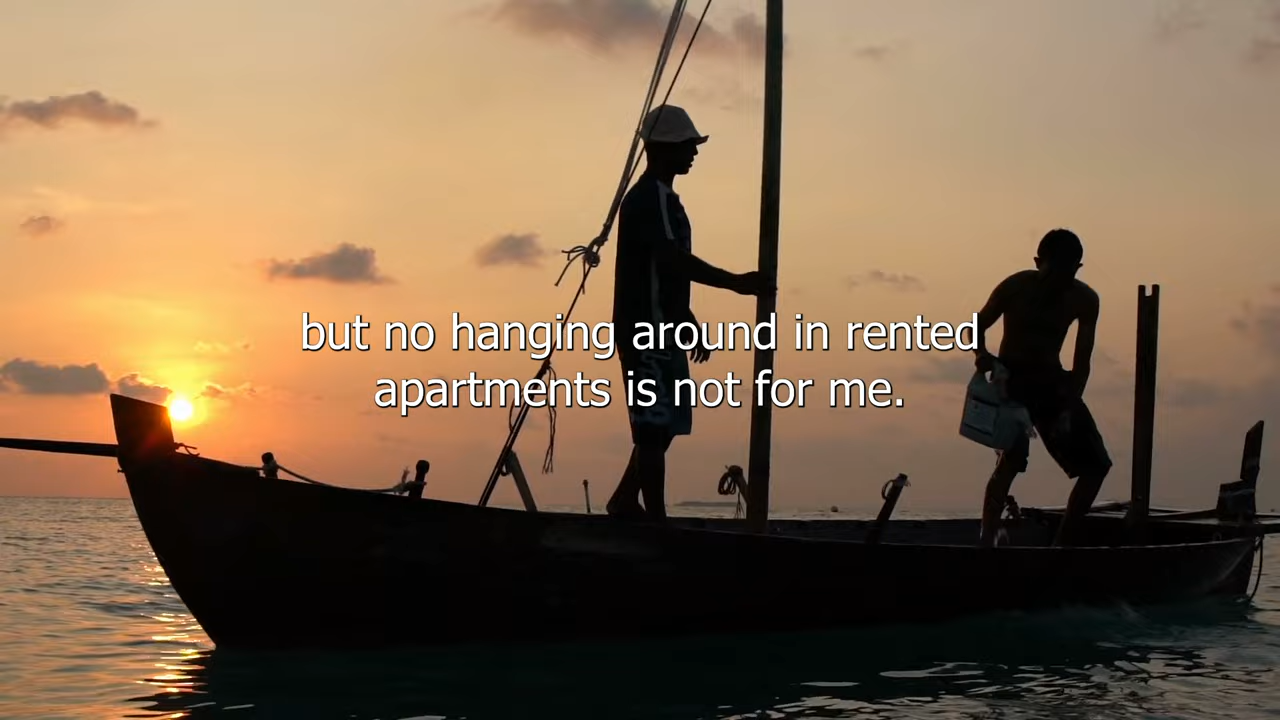 but no hanging around in rented
apartments is not for me.